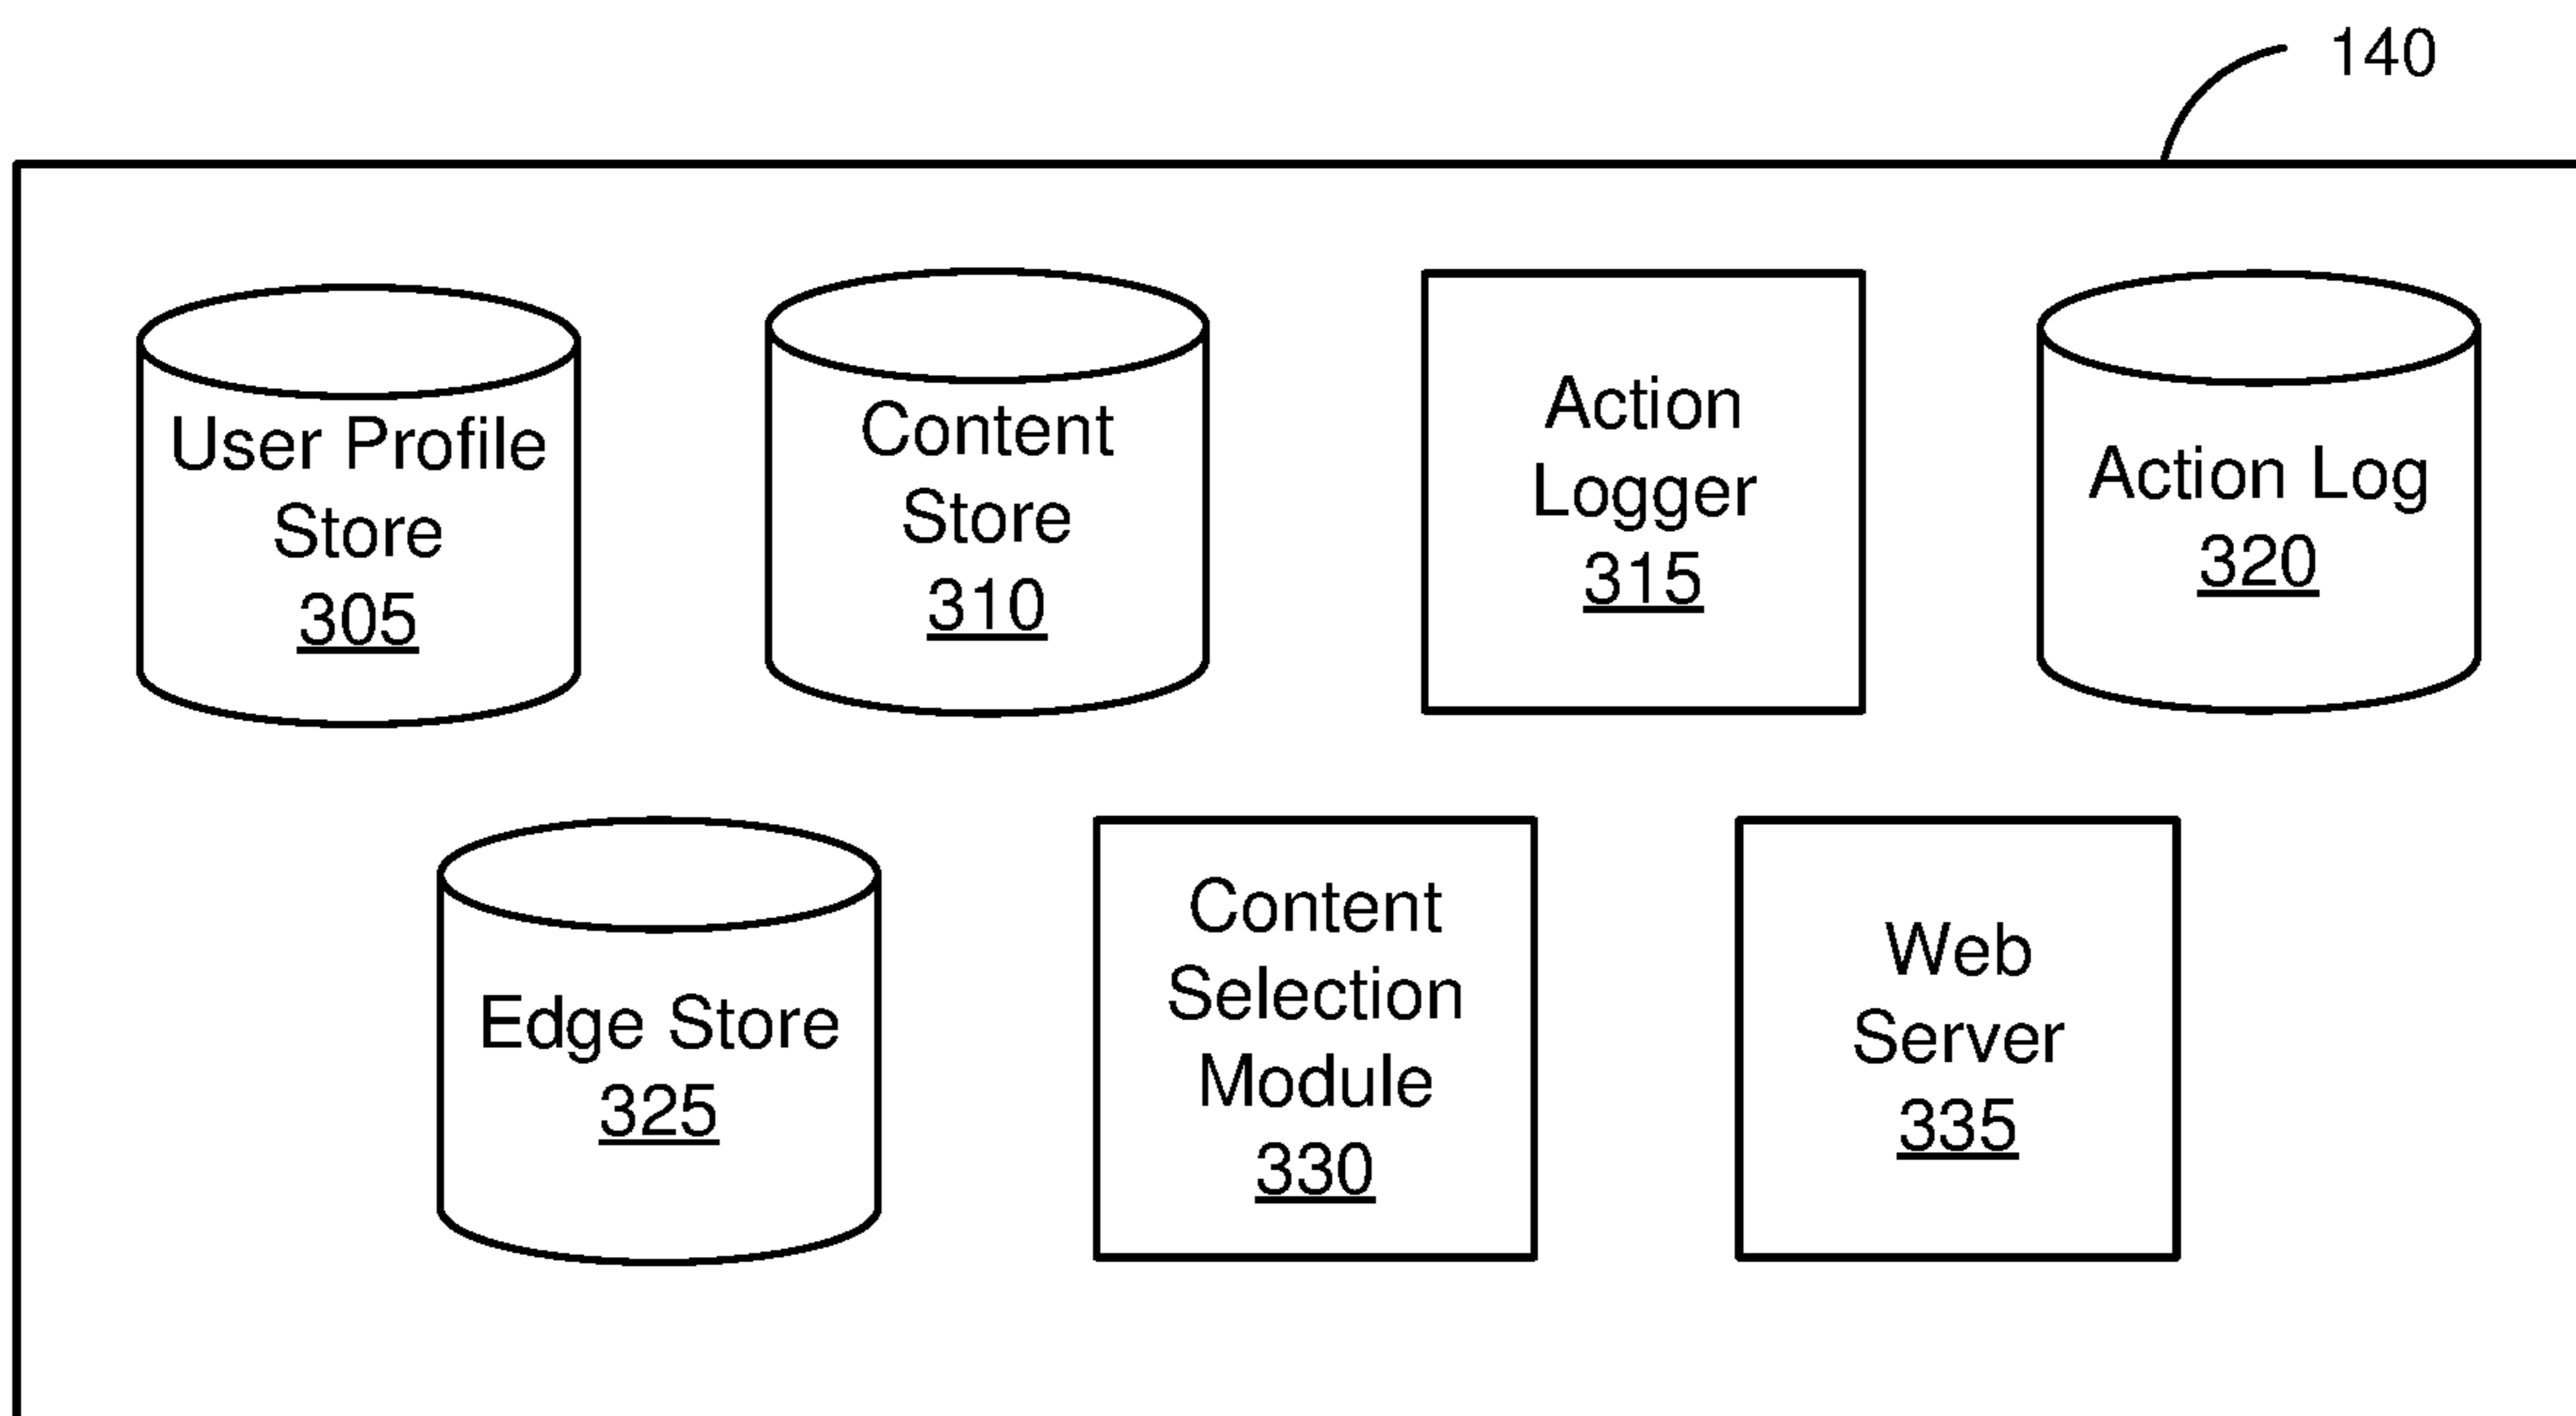 140
User Profile
Store
305
Content
Store
310
Action
Logger
315
Action Log
320
Edge Store
325
Content
Selection
Module
330
Web
Server
335